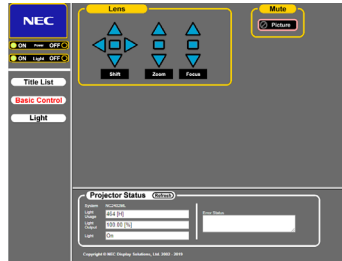 NEC
ON Power OFF
ON Light OFF
Title List
Basic Control
Light
Lens
Shift
Zoom
Focus
Mute
Picture
Projector Status
Refresh
System
Light Usage
464 [H]
Light Output
100.00 [%]
Light
On
Error Status
Copyright © NEC Display Solutions, Ltd. 2003 - 2019